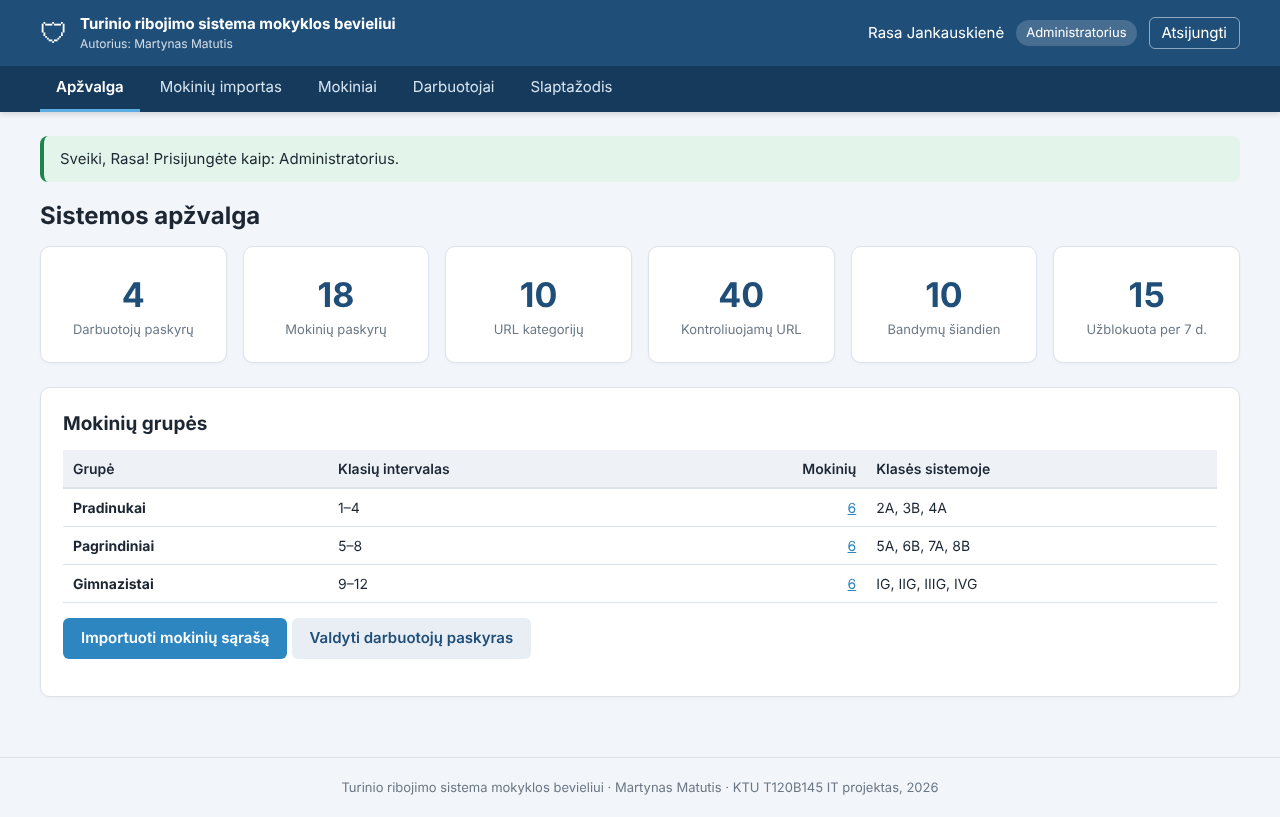 Turinio ribojimo sistema mokyklos bevieliui
Autorius: Martynas Matutis
Rasa Jankauskienė Administratorius Atsijungti
Apžvalga Mokinių importas Mokiniai Darbuotojai Slaptažodis
Sveiki, Rasa! Prisijungėte kaip: Administratorius.
Sistemos apžvalga
4 18 10 40 10 15
Darbuotojų paskyrų Mokinių paskyrų URL kategorijų Kontroliuojamų URL Bandymų šiandien Užblokuota per 7 d.
Mokinių grupės
Grupė Klasių intervalas Mokinių Klasės sistemoje
Pradinukai 1–4 6 2A, 3B, 4A
Pagrindiniai 5–8 6 5A, 6B, 7A, 8B
Gimnazistai 9–12 6 IG, IIG, IIIG, IVG
Importuoti mokinių sąrašą Valdyti darbuotojų paskyras
Turinio ribojimo sistema mokyklos bevieliui · Martynas Matutis · KTU T120B145 IT projektas, 2026